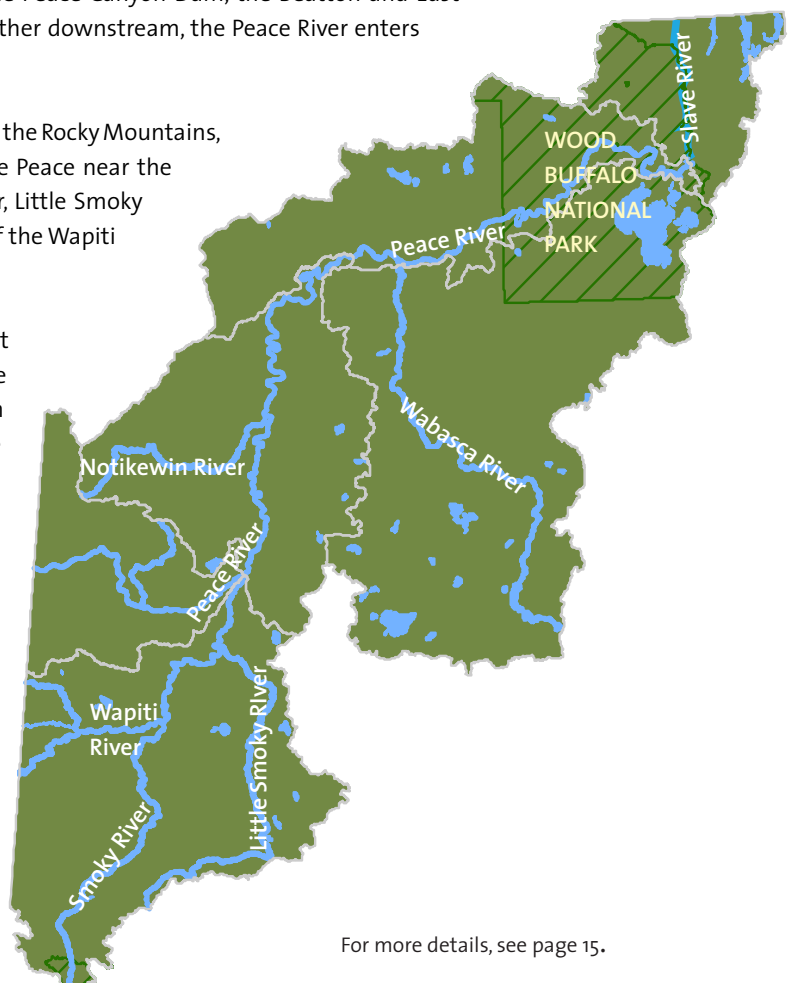 Peace Canyon Dam, the Beatton and East
ther downstream, the Peace River enters
the Rocky Mountains,
e Peace near the
r, Little Smoky
f the Wapiti
t
e
Slave River
WOOD
BUFFALO
NATIONAL
PARK
Peace River
Wabasca River
Notikewin River
Peace River
Wapiti
River
Little Smoky RIver
Smoky River
For more details, see page 15.